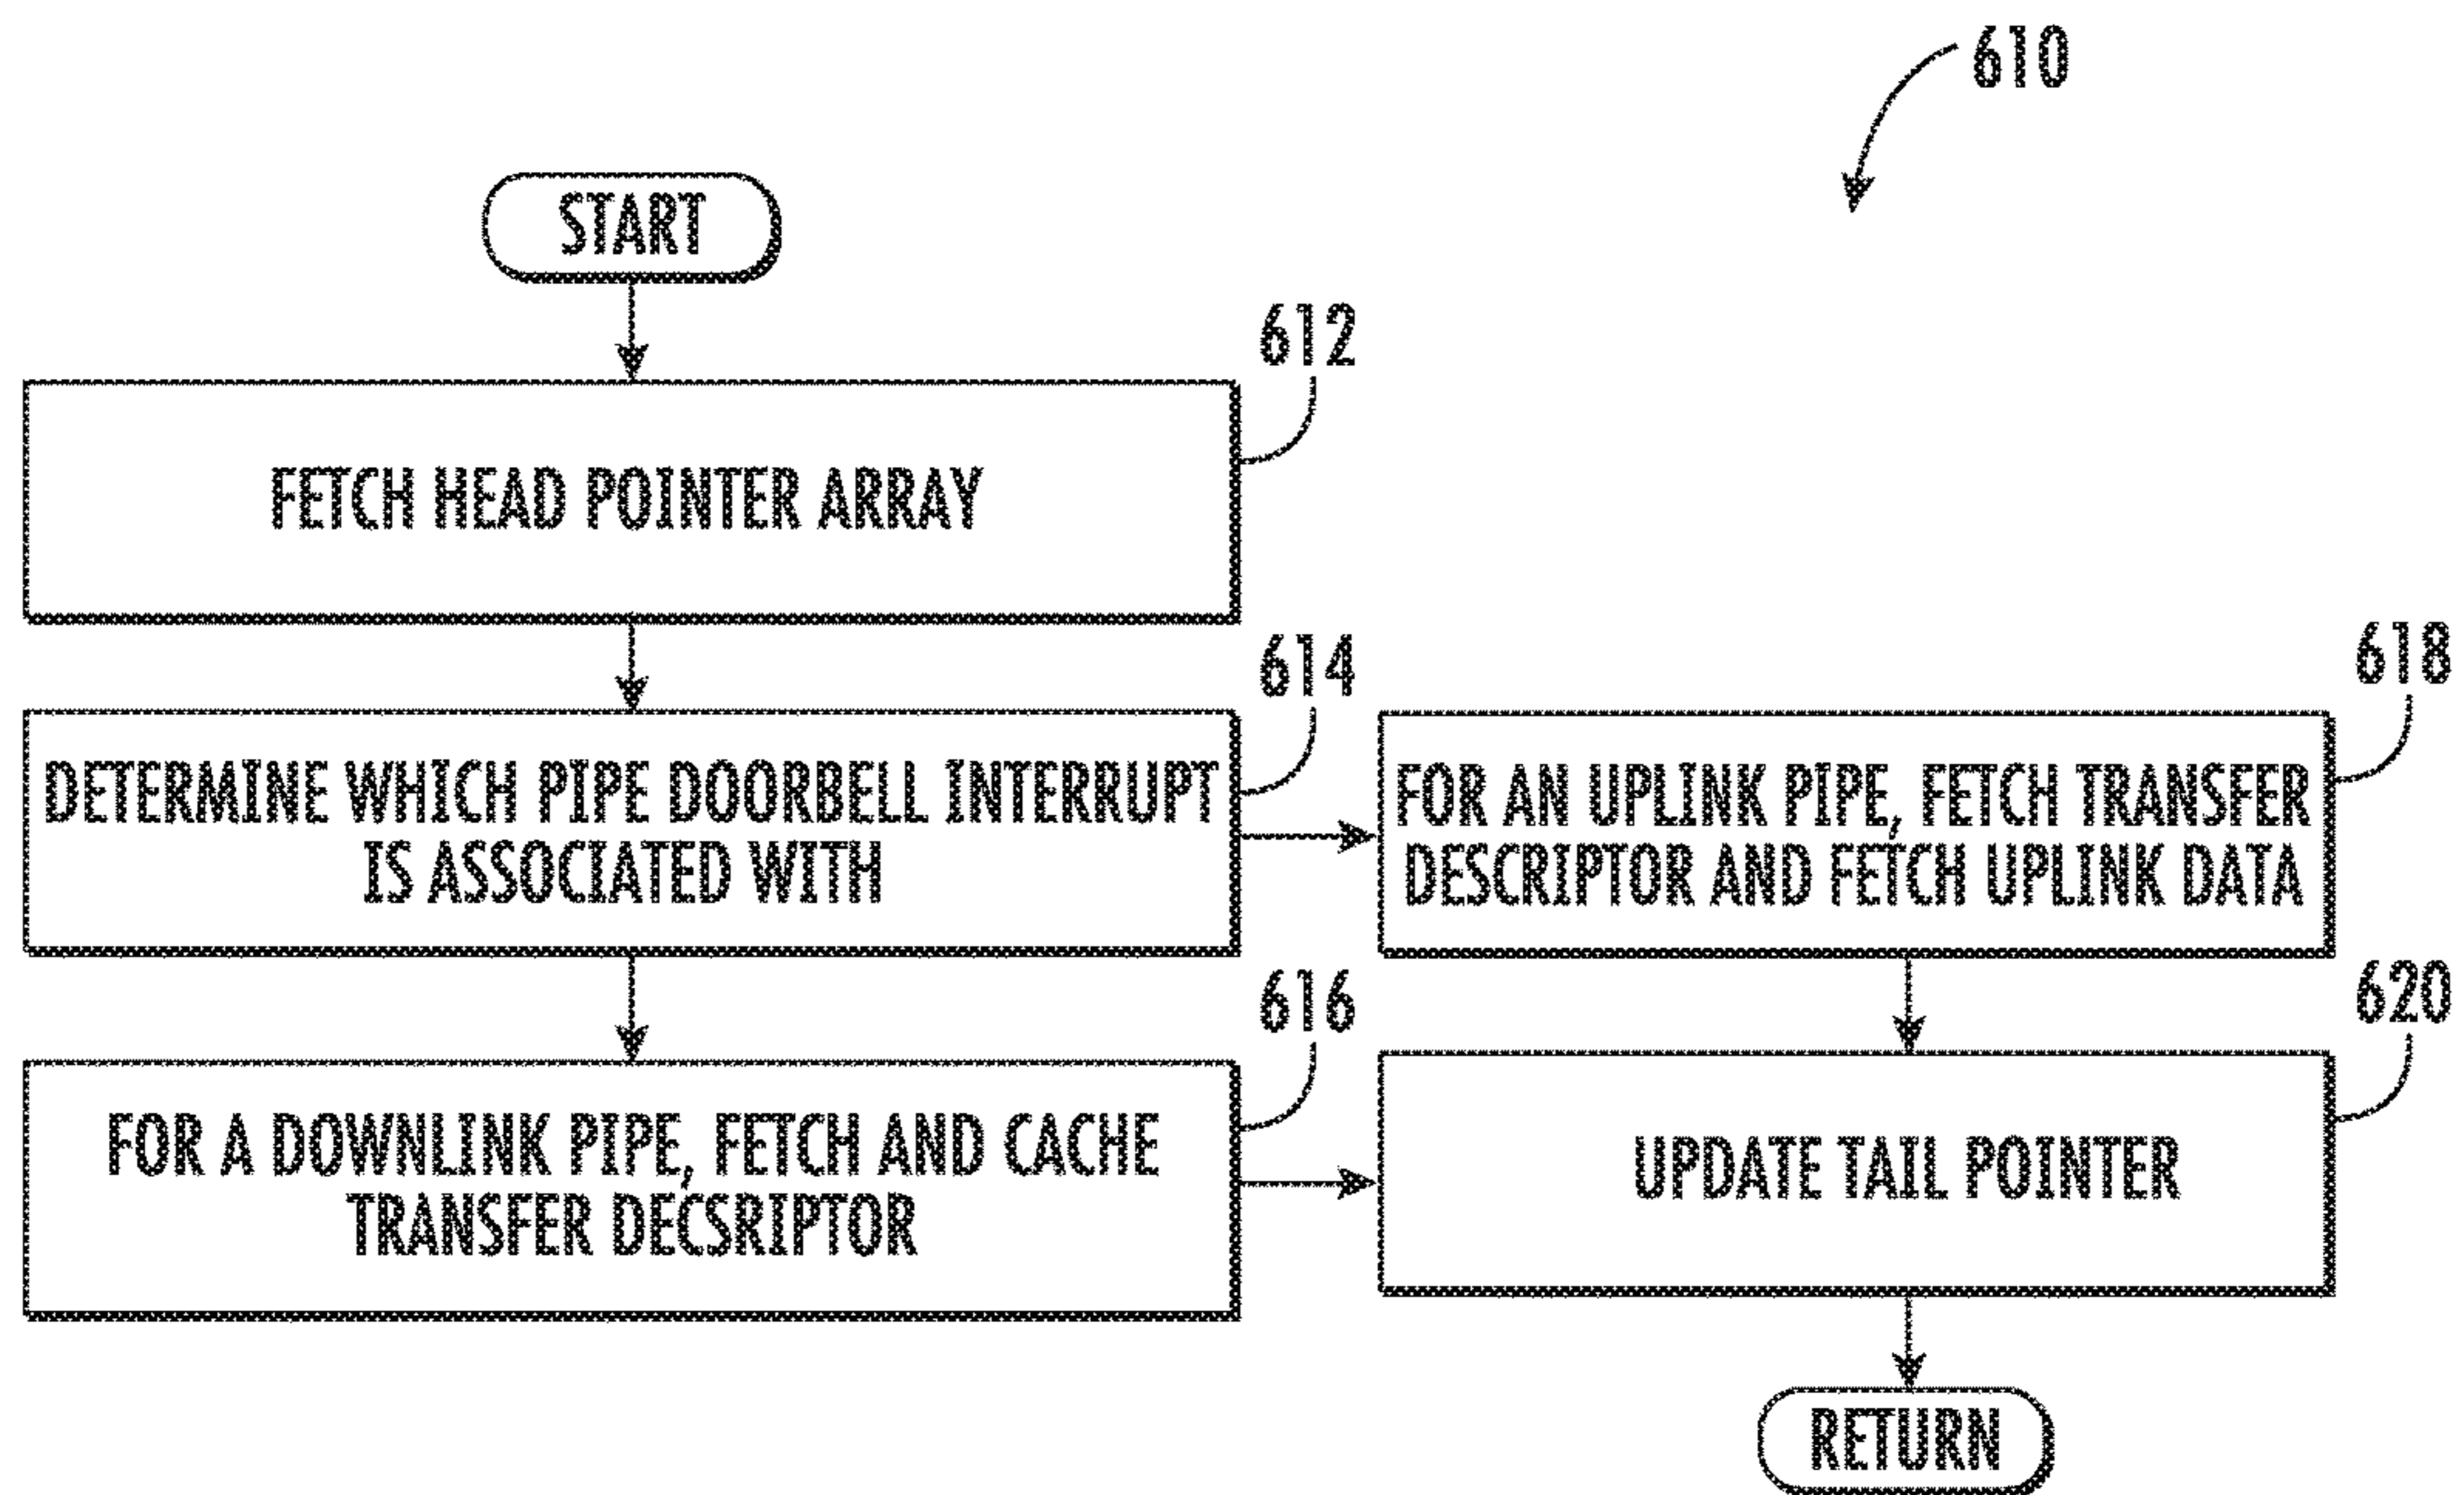 610
START
612
FETCH HEAD POINTER ARRAY
614
DETERMINE WHICH PIPE DOORBELL INTERRUPT
IS ASSOCIATED WITH
618
FOR AN UPLINK PIPE, FETCH TRANSFER
DESCRIPTOR AND FETCH UPLINK DATA
616
FOR A DOWNLINK PIPE, FETCH AND CACHE
TRANSFER DECSRIPTOR
620
UPDATE TAIL POINTER
RETURN